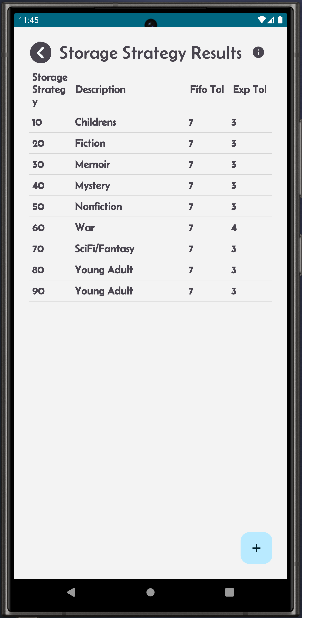 11:45
Storage Strategy Results
Storage
Strateg
y
Description Fifo Tol Exp Tol
10 Childrens 7 3
20 Fiction 7 3
30 Memoir 7 3
40 Mystery 7 3
50 Nonfiction 7 3
60 War 7 4
70 SciFi/Fantasy 7 3
80 Young Adult 7 3
90 Young Adult 7 3
+